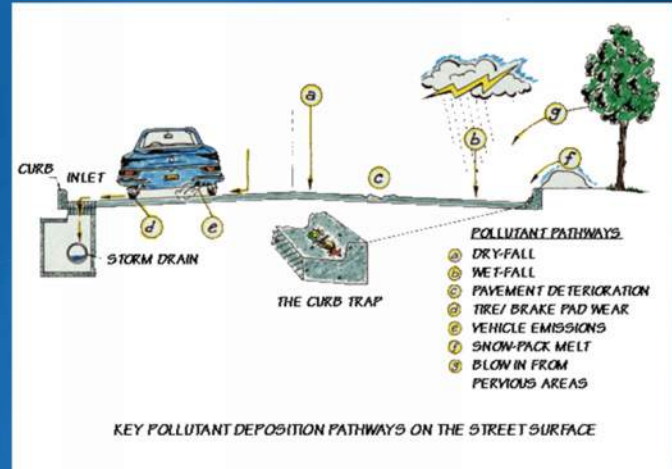 a
b
g
f
c
CURB
INLET
d
e
STORM DRAIN
THE CURB TRAP
POLLUTANT PATHWAYS
a DRY-FALL
b WET-FALL
c PAVEMENT DETERIORATION
d TIRE/ BRAKE PAD WEAR
e VEHICLE EMISSIONS
f SNOW-PACK MELT
g BLOW IN FROM
PERVIOUS AREAS
KEY POLLUTANT DEPOSITION PATHWAYS ON THE STREET SURFACE